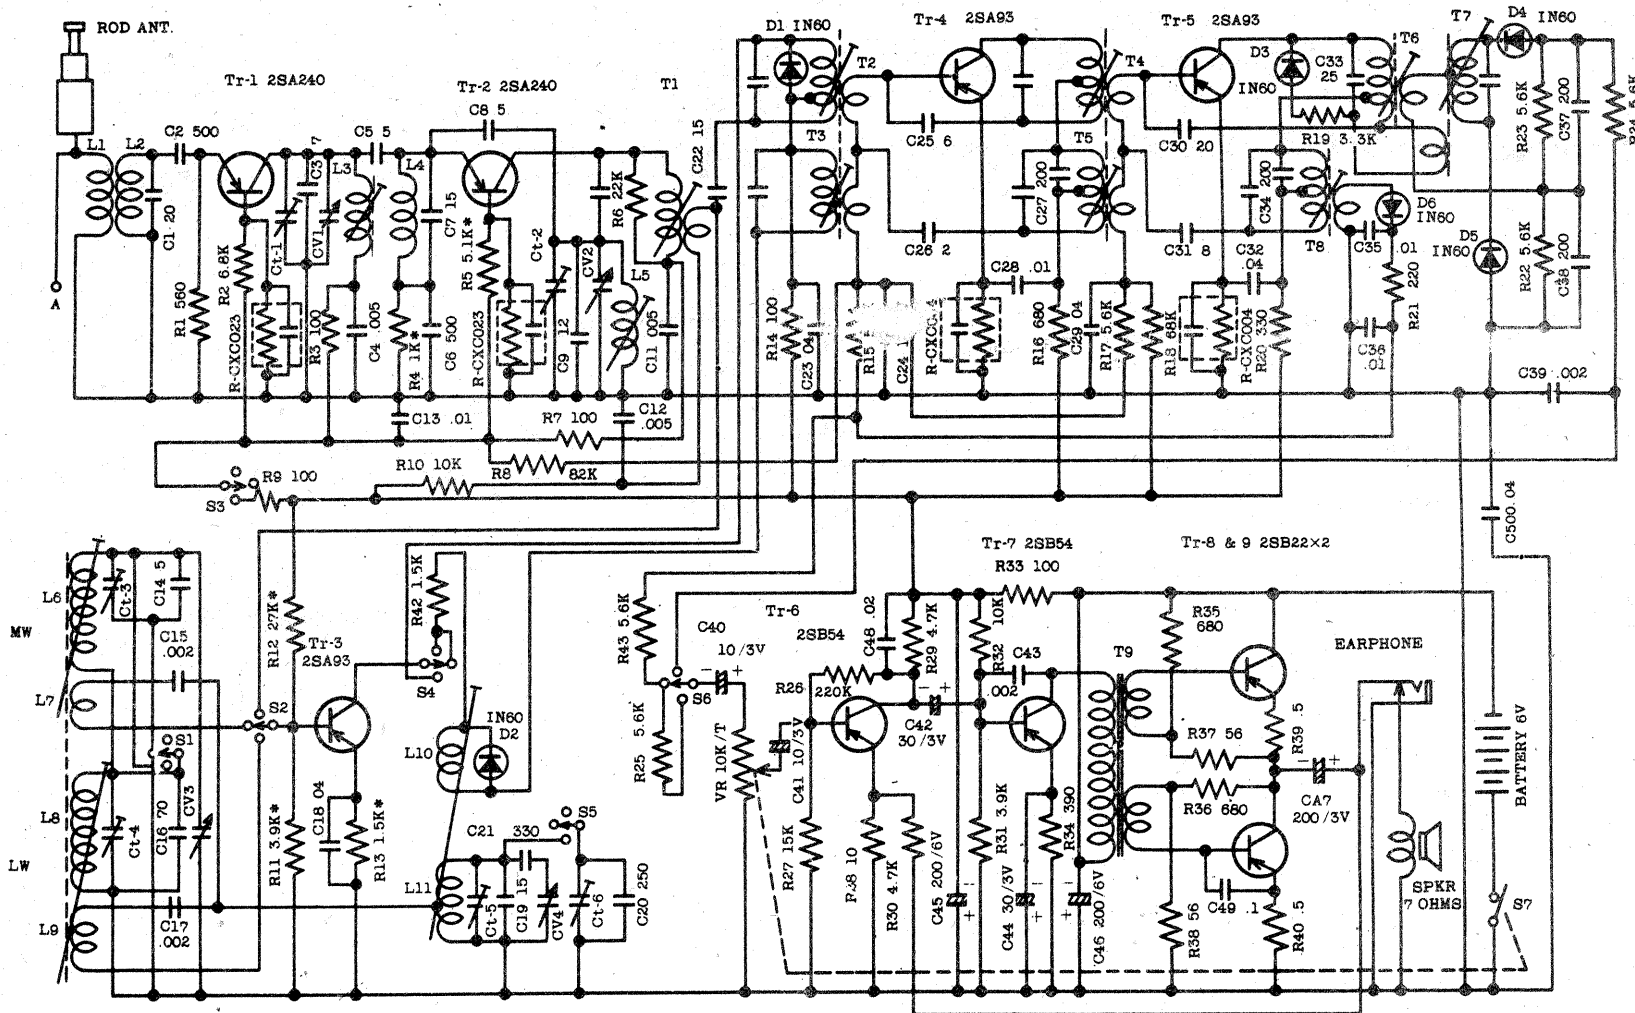 ROD ANT.
D1 IN60
Tr-4 2SA93
Tr-5 2SA93
T7
D4
IN60
Tr-1 2SA240
Tr-2 2SA240
T1
T2
T4
D3
IN60
C33
25
T6
C8 5
R23 5.6K
C37 200
R24 5.6K
L1
L2
C2 500
C3 7
C5 5
L3
L4
C22 15
T3
C25 6
T5
C30 20
R19 3.3K
C1 20
R1 560
R2 6.8K
Ct-1
CV1
C7 15
R5 5.1K*
R6 22K
Ct-2
CV2
L5
C26 2
C27 200
C31 8
C34 200
C32
.04
T8
D6
IN60
C35
.01
D5
IN60
R22 5.6K
C38 200
A
R-CXC023
R3 100
C4 .005
R4 1K*
C6 500
R-CXC023
C9 12
C11 .005
R14 100
C23 04
R15
C24
C28 .01
R16 680
C29 04
R17 5.6K
R18 68K
R-CXC004
R20 330
R21 220
C36
.01
C39 .002
C13 .01
R7 100
C12
.005
R8
82K
R10 10K
R9 100
S3
C500.04
Tr-7 2SB54
Tr-8 & 9 2SB22×2
R33 100
L6
MW
Ct-3
C14 5
C15
.002
R12 27K*
Tr-3
2SA93
R42 1.5K
S4
R43 5.6K
Tr-6
2SB54
C40
10/3V
C48 .02
R29 4.7K
R32 10K
C43
.002
T9
R35
680
EARPHONE
L7
S2
S1
L10
IN60
D2
S6
R25 5.6K
VR 10K/T
R26
220K
C41 10/3V
C42
30/3V
R37 56
R36 680
R39 .5
CA7
200/3V
BATTERY 6V
L8
LW
Ct-4
C16 70
CV3
R11 3.9K*
C18 04
R13 1.5K*
C21
330
S5
L11
Ct-5
C19 15
CV4
Ct-6
C20 250
R27 15K
R30 4.7K
C45 200/6V
R31 3.9K
C44 30/3V
R34 390
C46 200/6V
R38 56
C49 .1
R40 .5
SPKR
7 OHMS
S7
L9
C17
.002